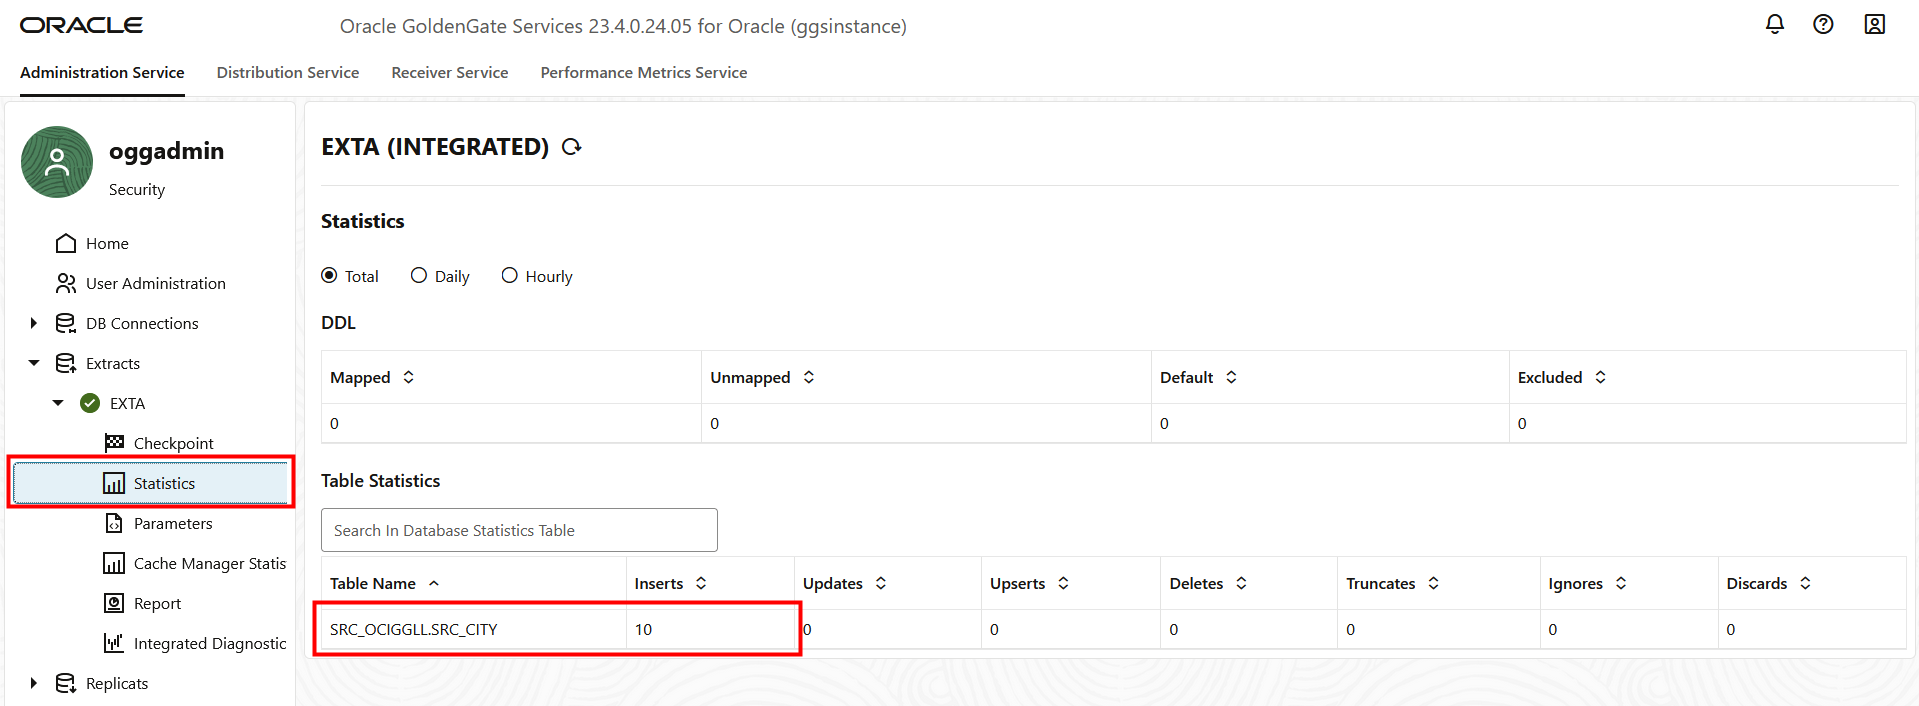 ORACLE
Oracle GoldenGate Services 23.4.0.24.05 for Oracle (ggsinstance)
Administration Service Distribution Service Receiver Service Performance Metrics Service
oggadmin
Security
Home
User Administration
DB Connections
Extracts
EXTA
Checkpoint
Statistics
Parameters
Cache Manager Statis
Report
Integrated Diagnostic
Replicats
EXTA (INTEGRATED)
Statistics
Total Daily Hourly
DDL
Mapped Unmapped Default Excluded
0 0 0 0
Table Statistics
Search In Database Statistics Table
Table Name Inserts Updates Upserts Deletes Truncates Ignores Discards
SRC_OCIGGLL.SRC_CITY 10 0 0 0 0 0 0